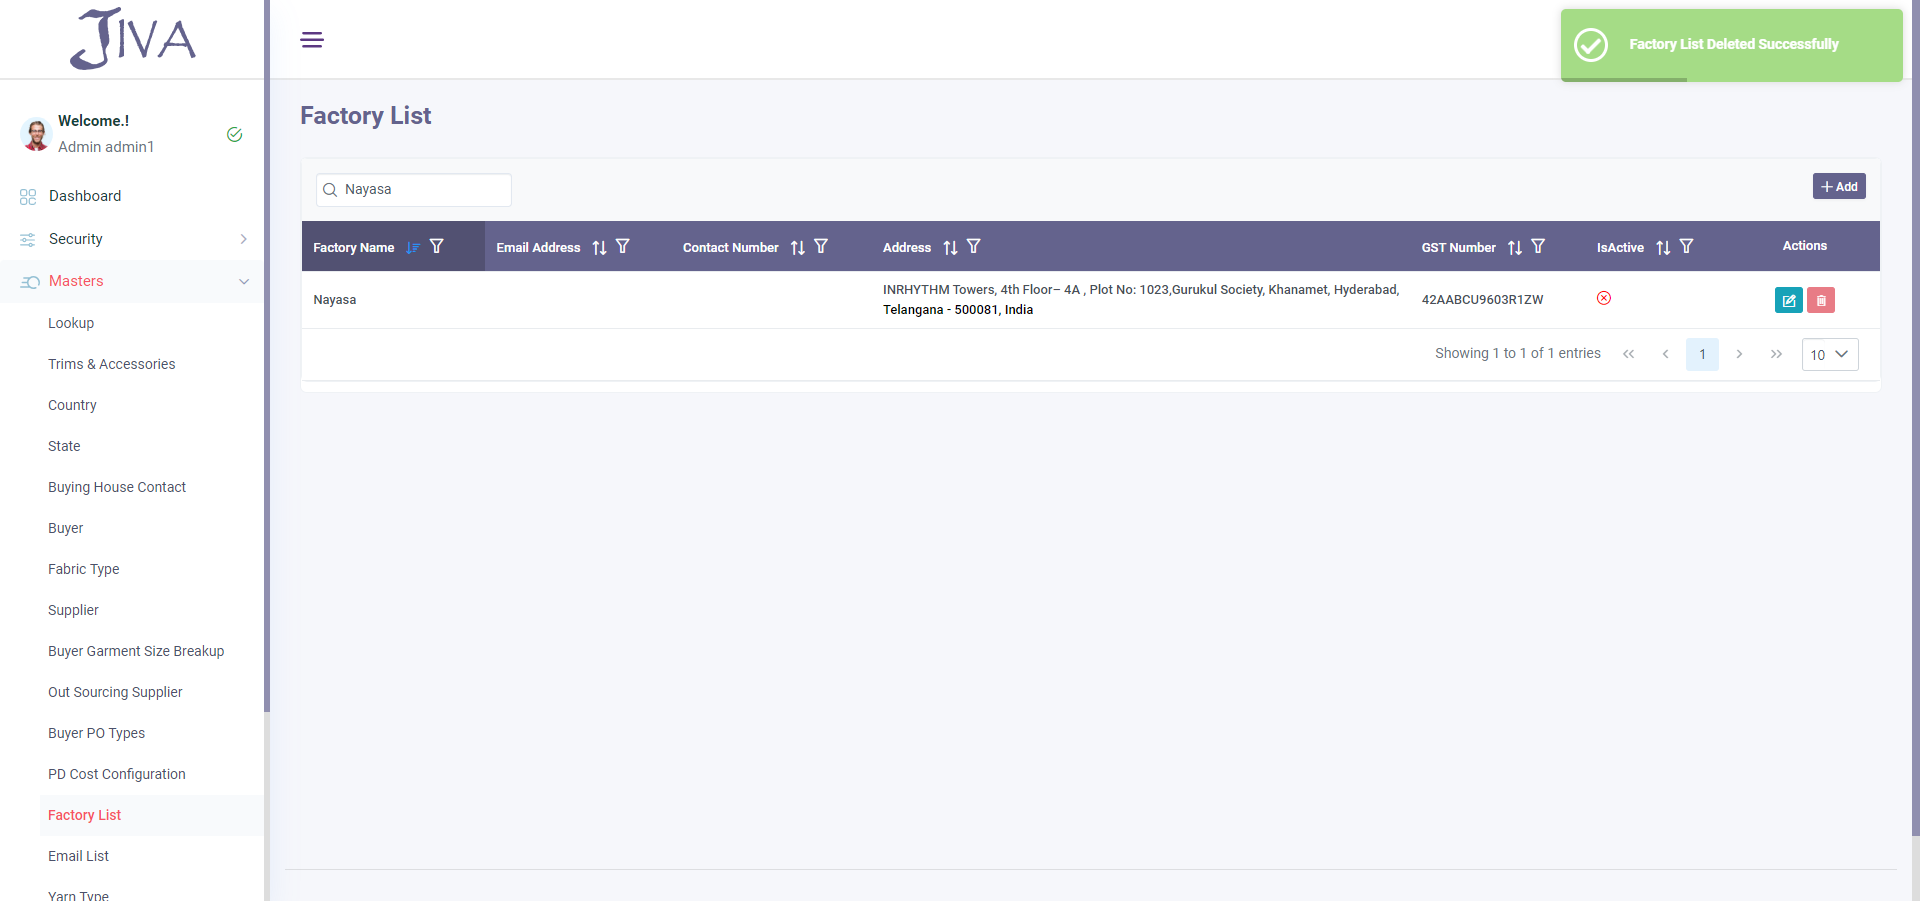 JIVA
Factory List Deleted Successfully
Welcome.!
Admin admin1
Dashboard
Security
Masters
Lookup
Trims & Accessories
Country
State
Buying House Contact
Buyer
Fabric Type
Supplier
Buyer Garment Size Breakup
Out Sourcing Supplier
Buyer PO Types
PD Cost Configuration
Factory List
Email List
Yarn Type
Factory List
Nayasa
+ Add
Factory Name Email Address Contact Number Address GST Number IsActive Actions
Nayasa INRHYTHM Towers, 4th Floor– 4A , Plot No: 1023,Gurukul Society, Khanamet, Hyderabad, 42AABCU9603R1ZW
Telangana - 500081, India
Showing 1 to 1 of 1 entries << < 1 > >> 10